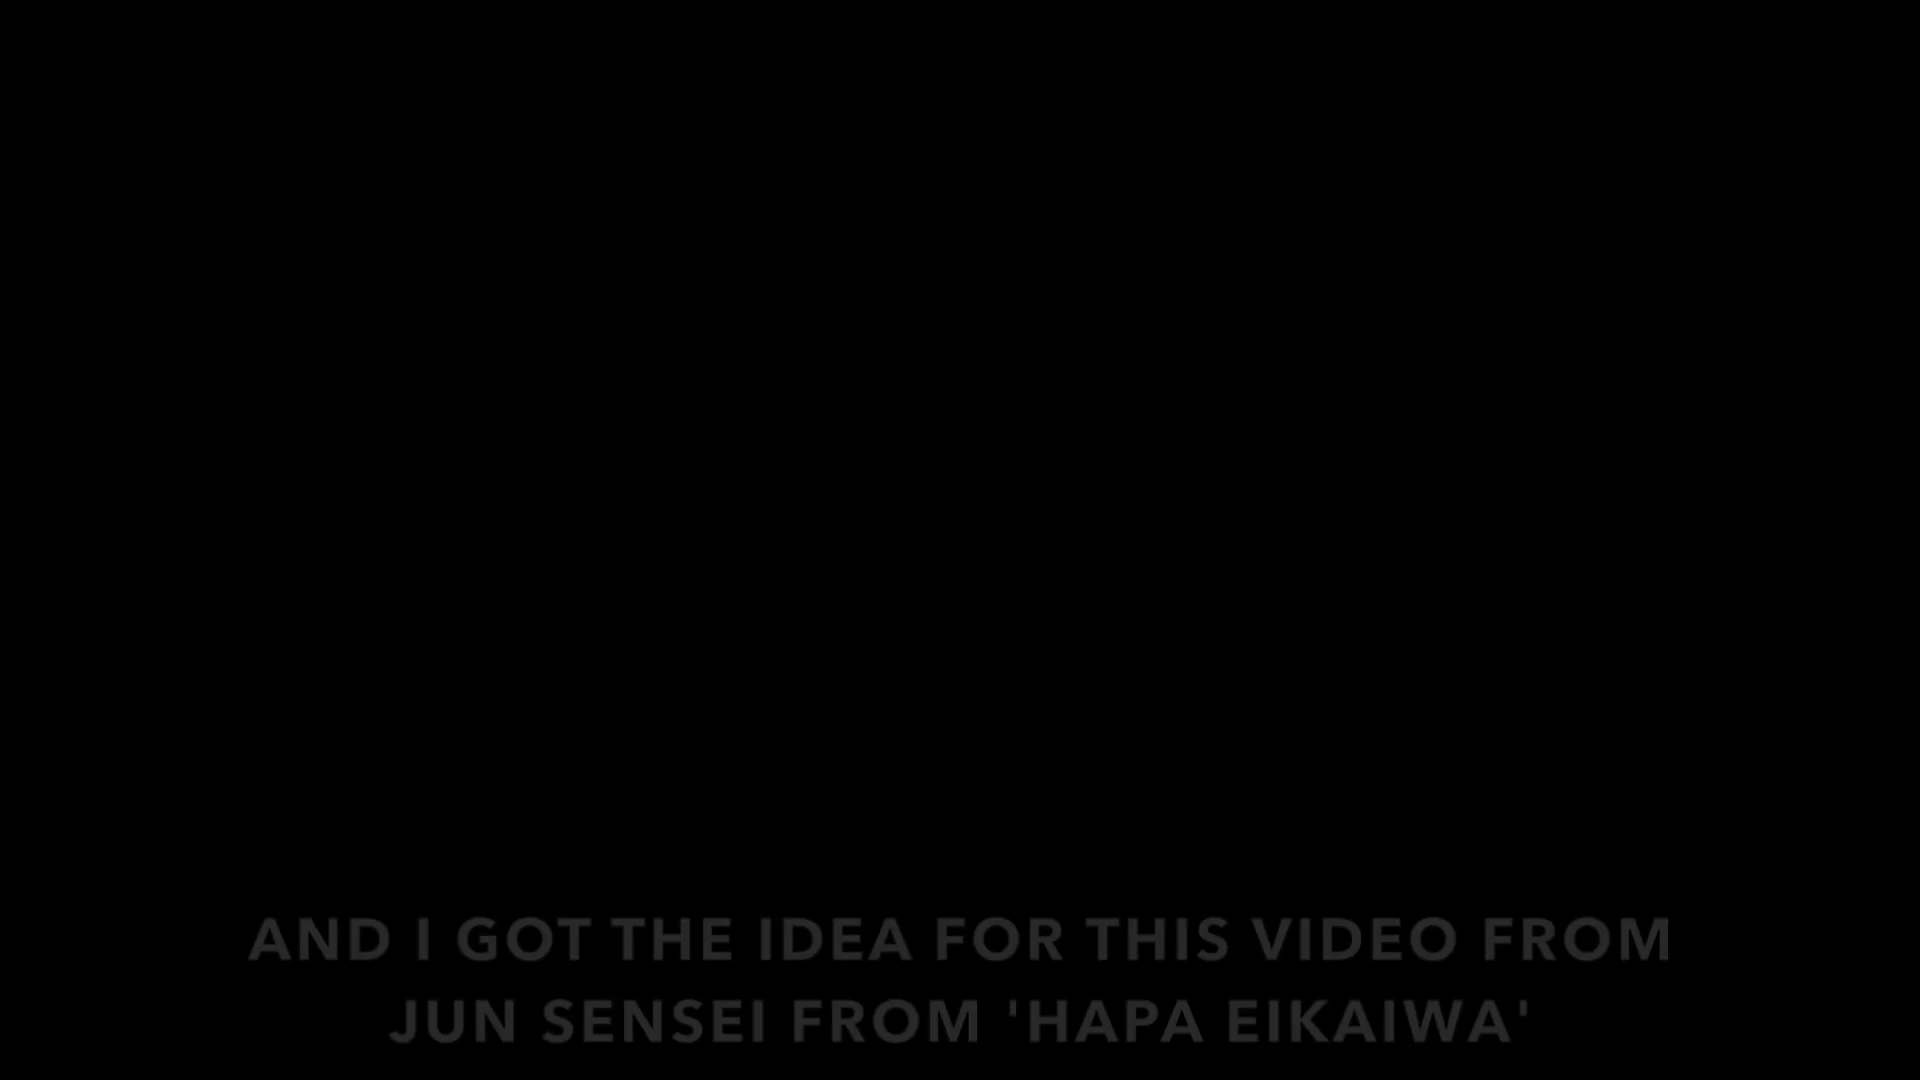 AND I GOT THE IDEA FOR THIS VIDEO FROM
JUN SENSEI FROM 'HAPA EIKAIWA'